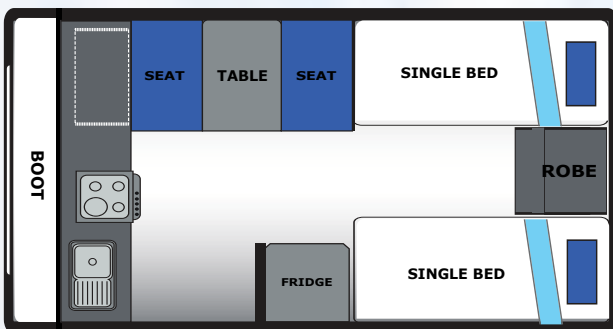 BOOT
SEAT
TABLE
SEAT
SINGLE BED
ROBE
FRIDGE
SINGLE BED